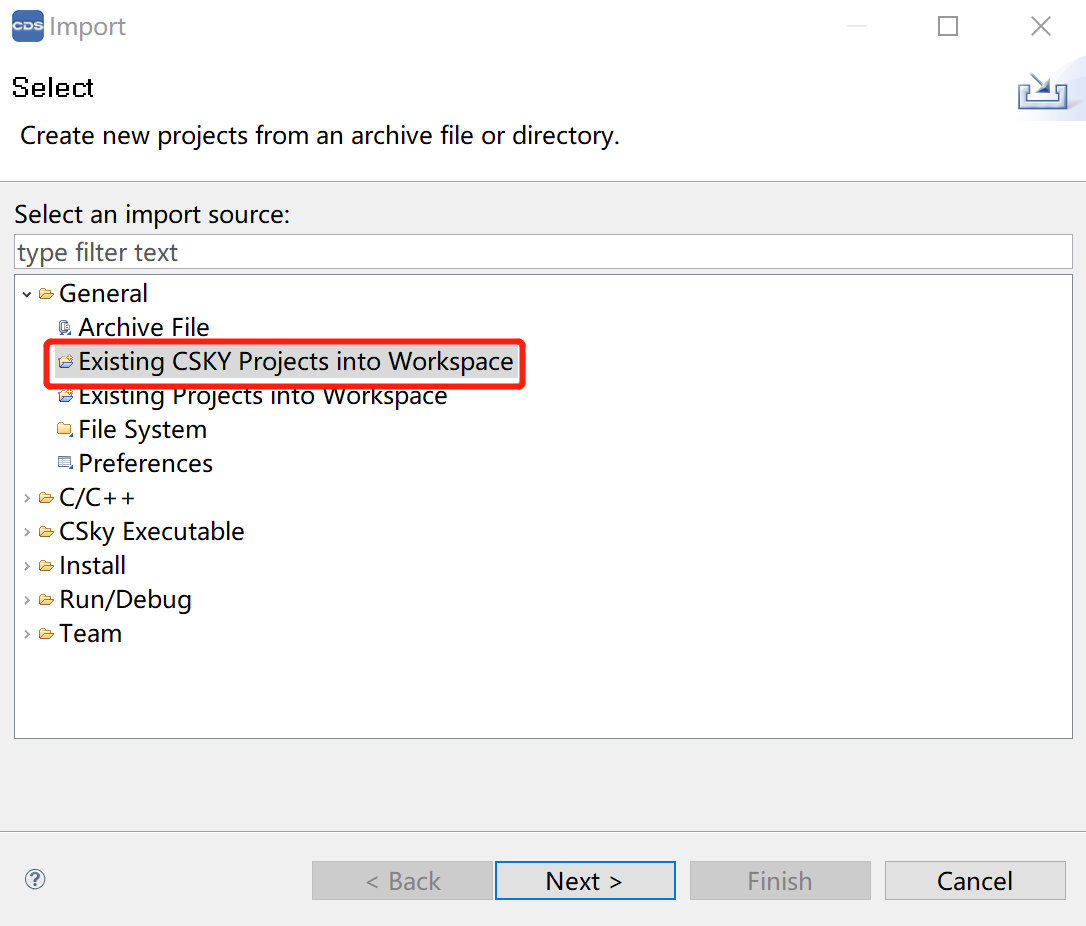 CDS Import
Select
Create new projects from an archive file or directory.
Select an import source:
type filter text
General
Archive File
Existing CSKY Projects into Workspace
Existing Projects into Workspace
File System
Preferences
C/C++
CSky Executable
Install
Run/Debug
Team
? < Back Next > Finish Cancel